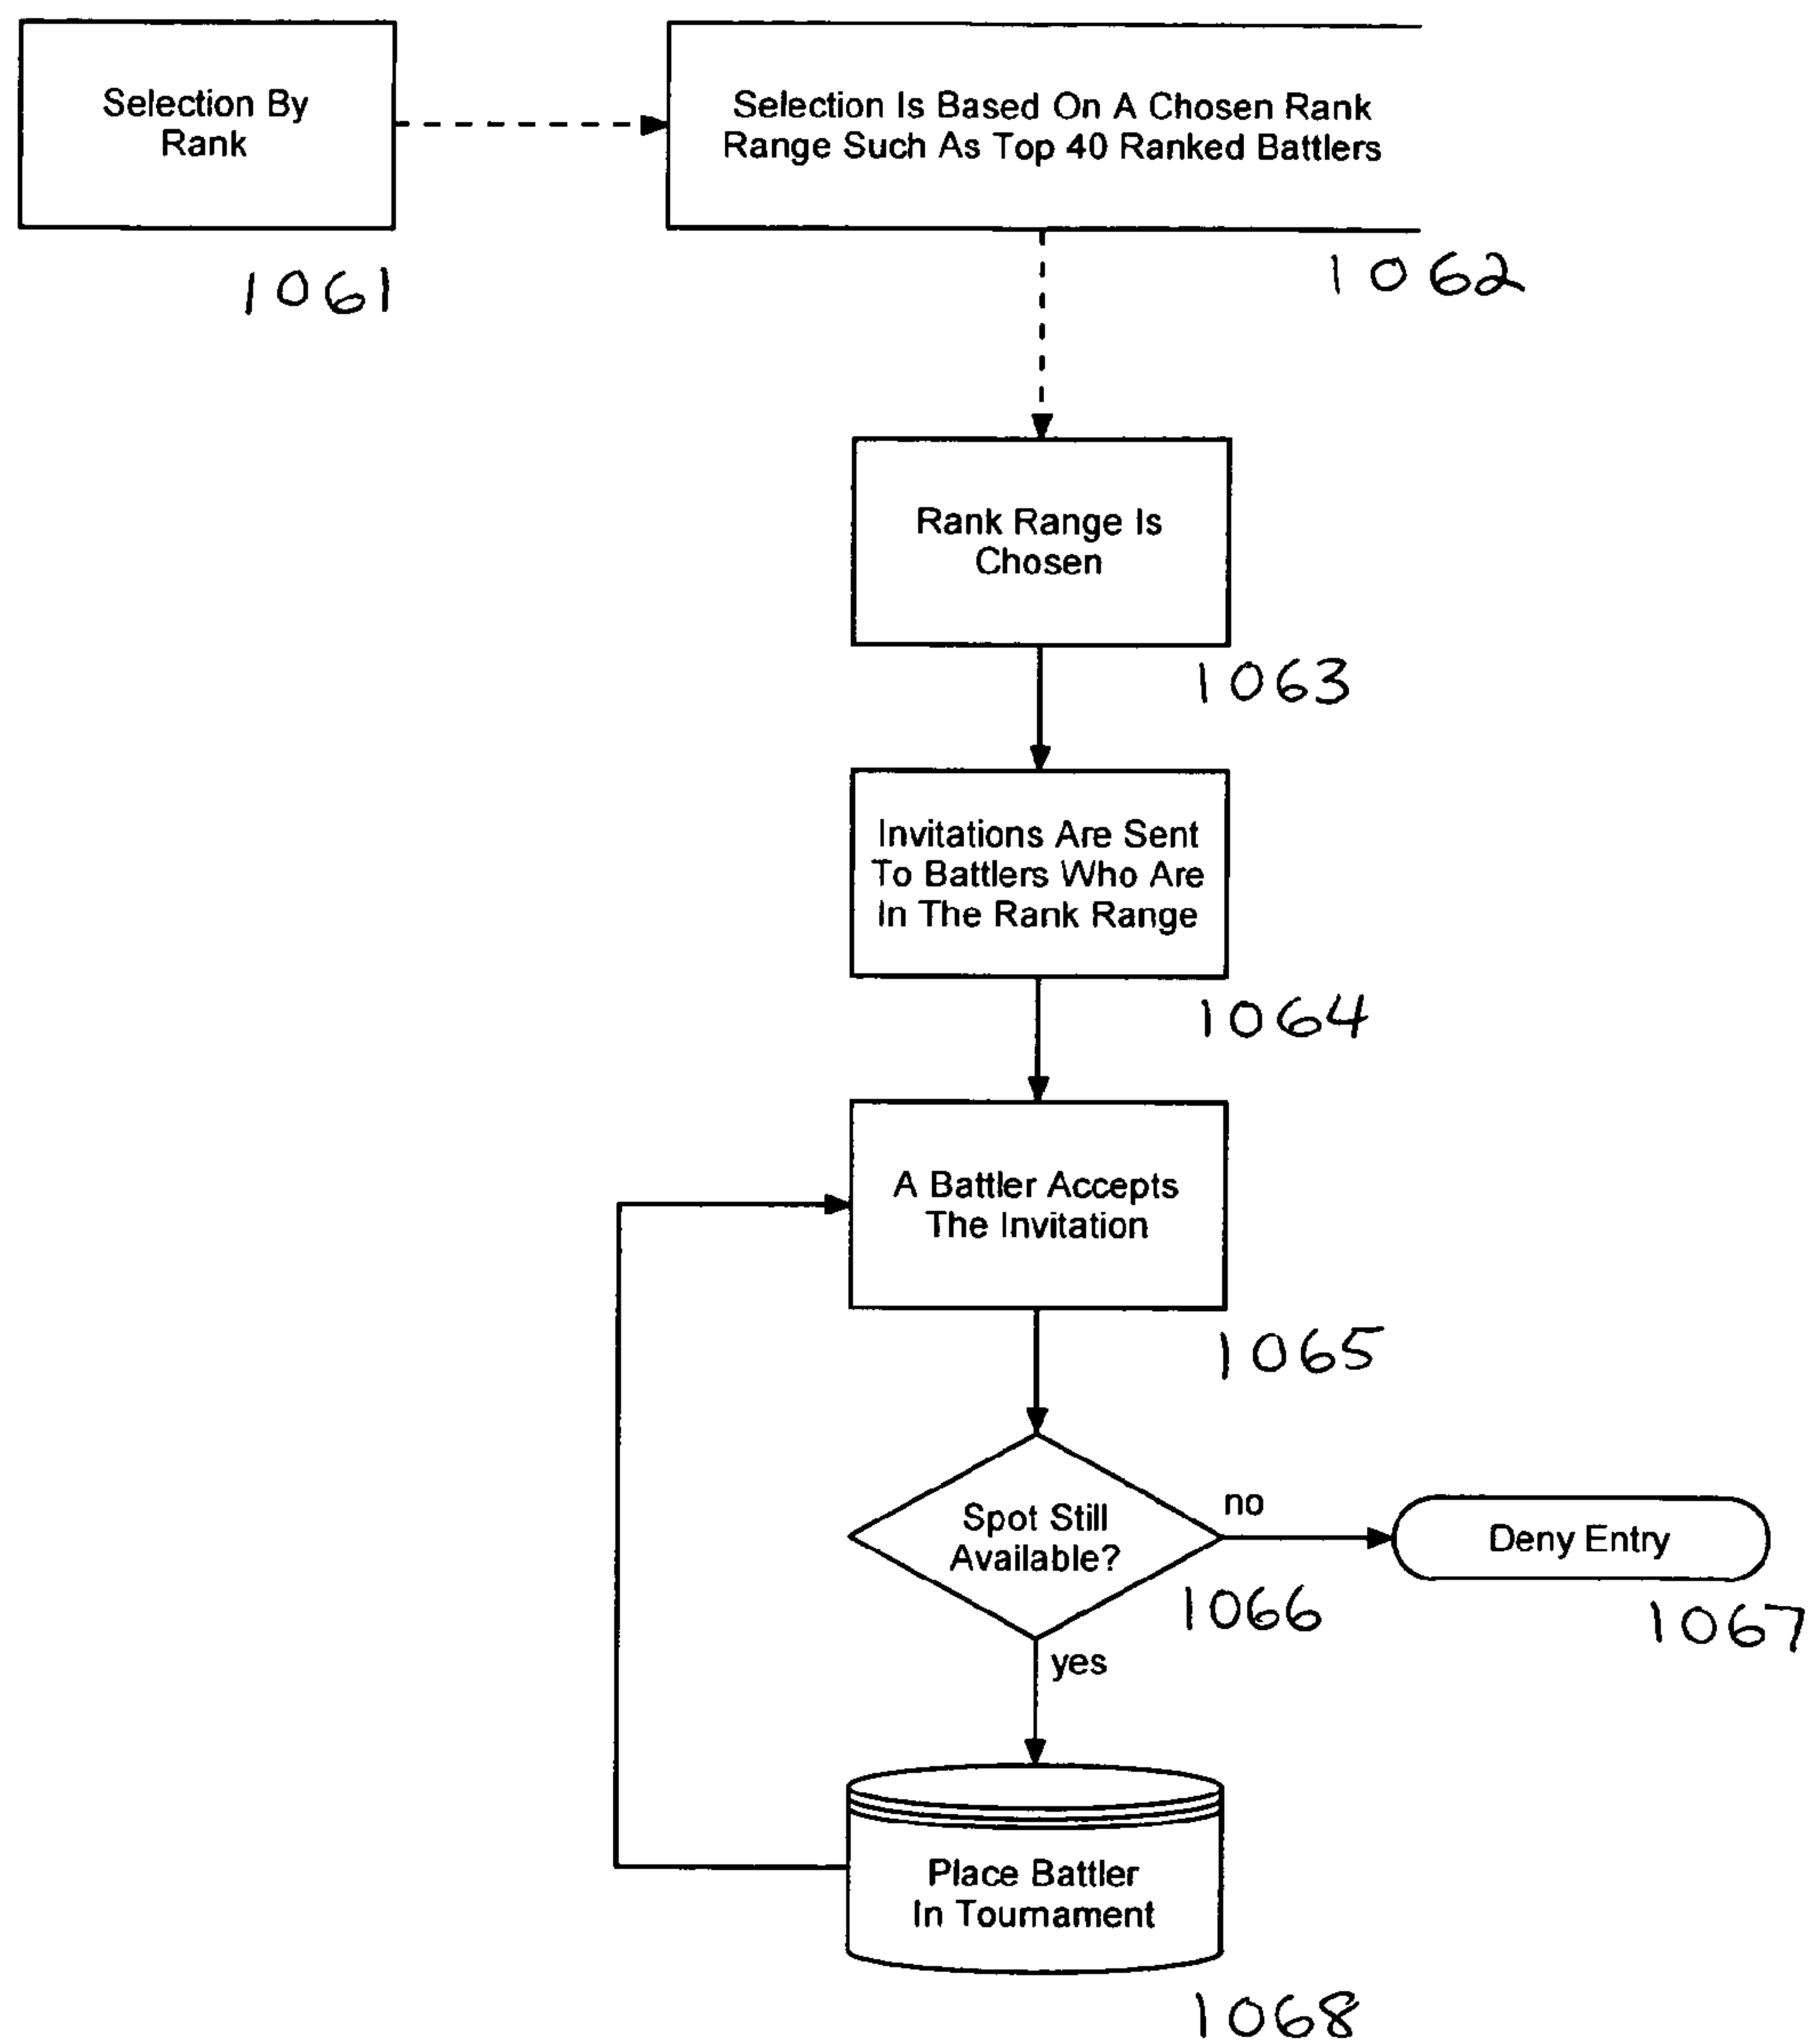 Selection By
Rank
1061
Selection Is Based On A Chosen Rank
Range Such As Top 40 Ranked Battlers
1062
Rank Range Is
Chosen
1063
Invitations Are Sent
To Battlers Who Are
In The Rank Range
1064
A Battler Accepts
The Invitation
1065
Spot Still
Available?
no
1066
Deny Entry
1067
yes
Place Battler
In Tournament
1068